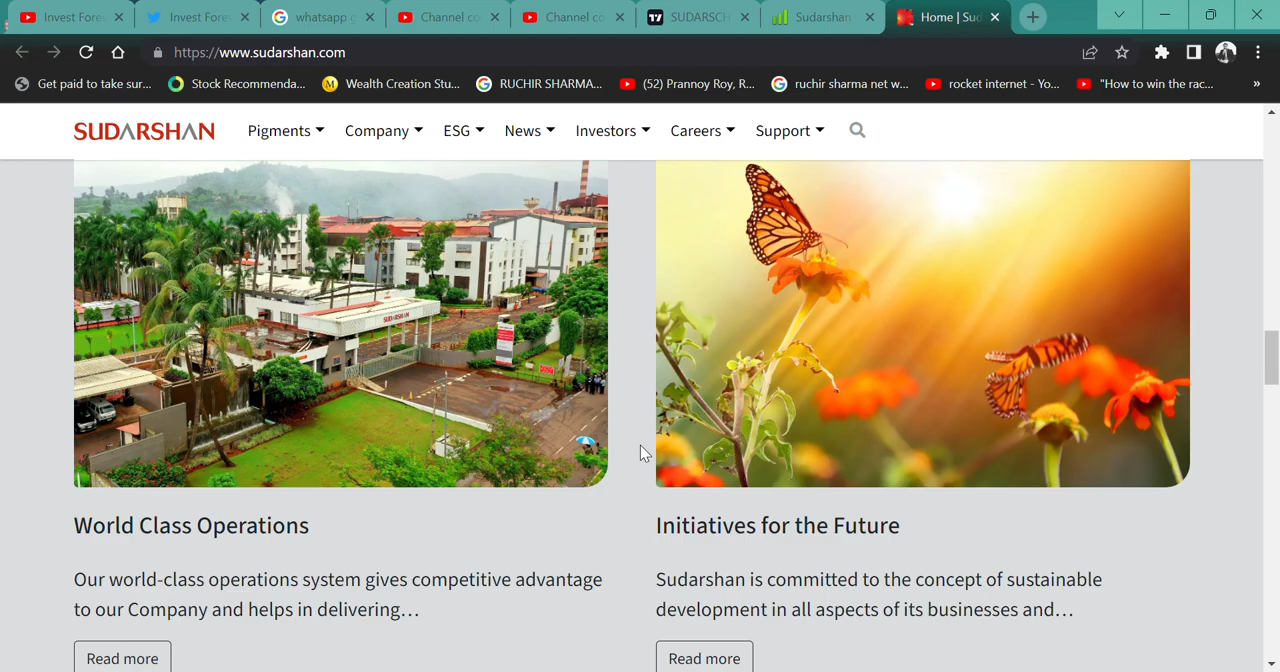 Invest Fore
Invest Fore
whatsapp g
Channel co
Channel co
SUDARSCH
Sudarshan
Home | Sud
https://www.sudarshan.com
Get paid to take sur...
Stock Recommenda...
M
Wealth Creation Stu...
RUCHIR SHARMA...
(52) Prannoy Roy, R...
ruchir sharma net w...
rocket internet - Yo...
"How to win the rac...
»
SUDARSHAN
Pigments
Company
ESG
News
Investors
Careers
Support
SUDARSHAN
World Class Operations
Our world-class operations system gives competitive advantage
to our Company and helps in delivering...
Read more
Initiatives for the Future
Sudarshan is committed to the concept of sustainable
development in all aspects of its businesses and...
Read more